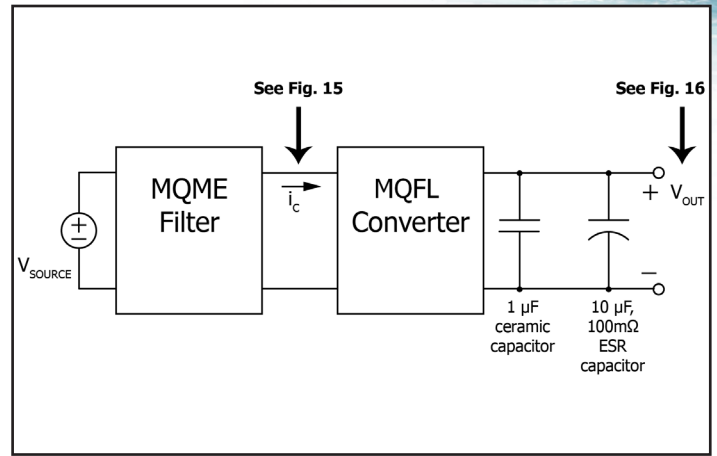 See Fig. 15
See Fig. 16
MQME
Filter
i_C
MQFL
Converter
+
V_OUT
−
+
−
V_SOURCE
1 µF
ceramic
capacitor
10 µF,
100mΩ
ESR
capacitor